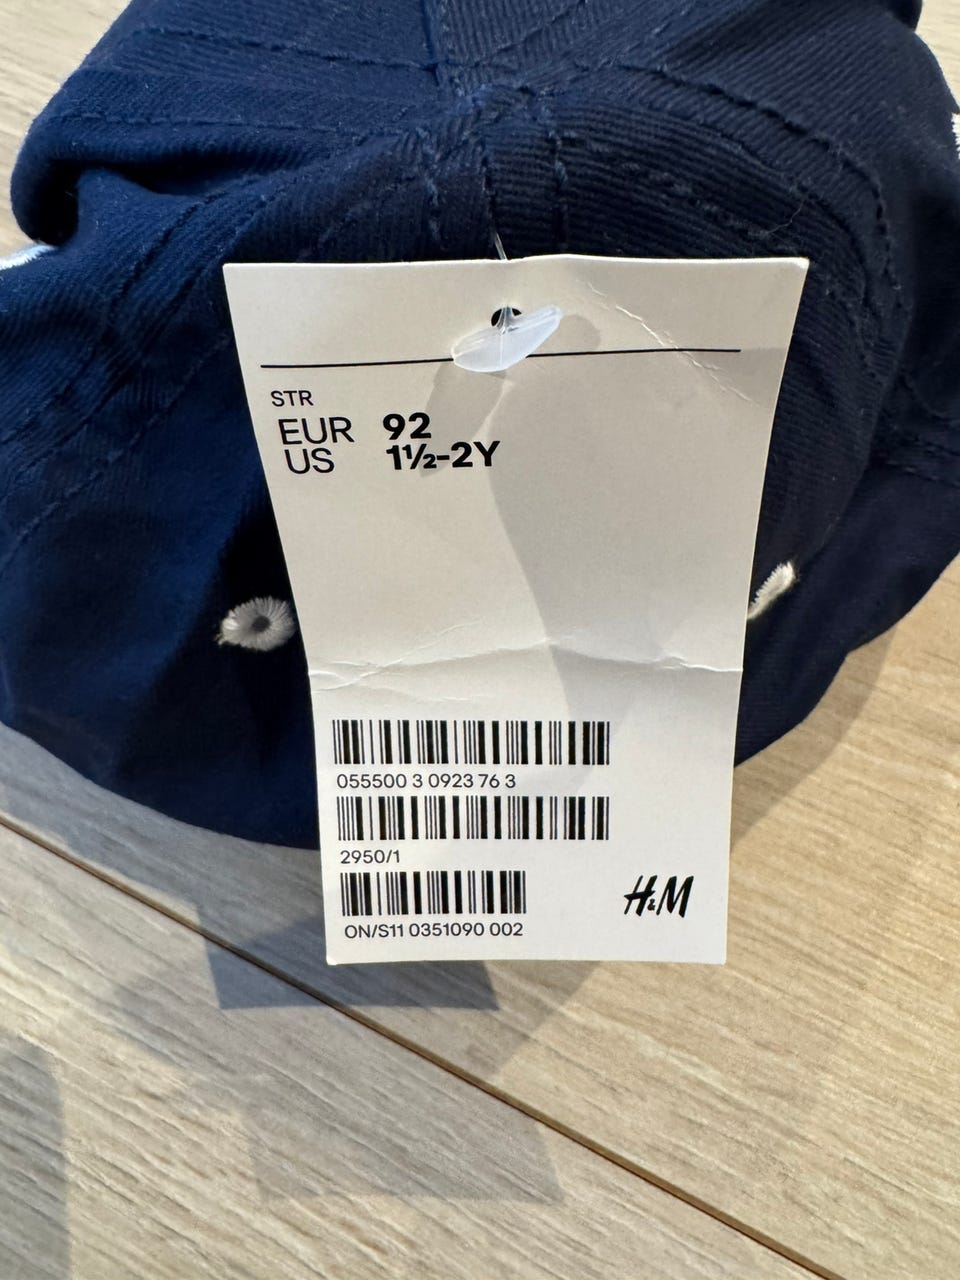 STR
EUR 92
US 1½-2Y
055500 3 0923 76 3
2950/1
H&M
ON/S11 0351090 002